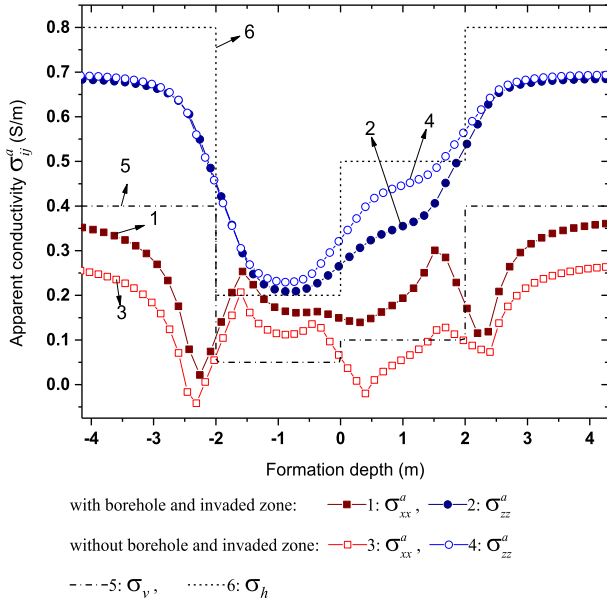 Apparent conductivity σ^a_ij (S/m)
0.8
0.7
0.6
0.5
0.4
0.3
0.2
0.1
0.0
6
5
1
3
2
4
-4 -3 -2 -1 0 1 2 3 4
Formation depth (m)
with borehole and invaded zone: 1: σ^a_xx , 2: σ^a_zz
without borehole and invaded zone: 3: σ^a_xx , 4: σ^a_zz
5: σ_v , 6: σ_h